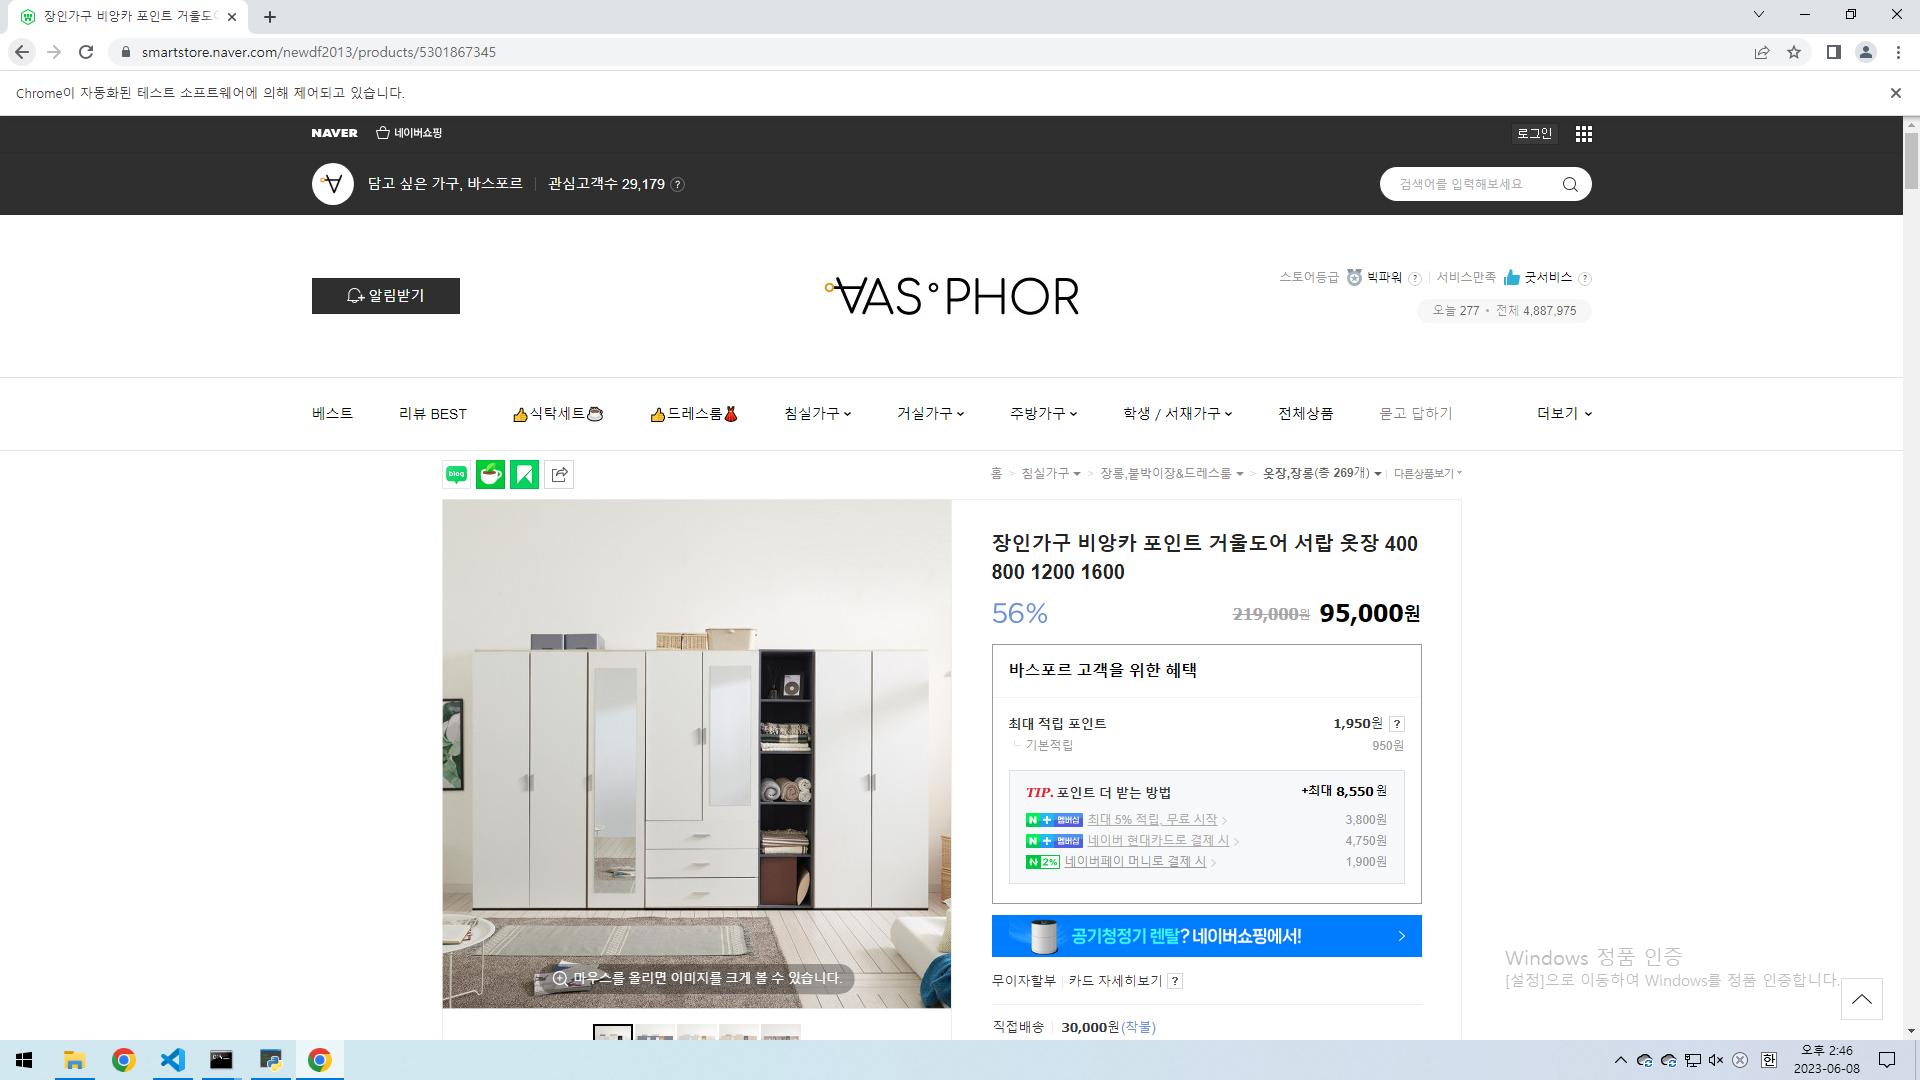 장인가구 비앙카 포인트 거울도어
smartstore.naver.com/newdf2013/products/5301867345
Chrome이 자동화된 테스트 소프트웨어에 의해 제어되고 있습니다.
NAVER 네이버쇼핑 로그인
담고 싶은 가구, 바스포르 관심고객수 29,179 ? 검색어를 입력해보세요
알림받기
VAS°PHOR
스토어등급 빅파워 ? 서비스만족 굿서비스 ?
오늘 277 • 전체 4,887,975
베스트 리뷰 BEST 👍식탁세트☕ 👍드레스룸💃 침실가구 거실가구 주방가구 학생 / 서재가구 전체상품 묻고 답하기 더보기
blog
홈 > 침실가구 > 장롱,붙박이장&드레스룸 > 옷장,장롱(총 269개) 다른상품보기
장인가구 비앙카 포인트 거울도어 서랍 옷장 400
800 1200 1600
56% 219,000원 95,000원
바스포르 고객을 위한 혜택
최대 적립 포인트 1,950원 ?
기본적립 950원
TIP. 포인트 더 받는 방법 +최대 8,550 원
N + 멤버십 최대 5% 적립, 무료 시작 > 3,800원
N + 멤버십 네이버 현대카드로 결제 시 > 4,750원
N 2% 네이버페이 머니로 결제 시 > 1,900원
공기청정기 렌탈? 네이버쇼핑에서!
마우스를 올리면 이미지를 크게 볼 수 있습니다.
무이자할부 카드 자세히보기 ?
직접배송 30,000원(착불)
Windows 정품 인증
[설정]으로 이동하여 Windows를 정품 인증합니다.
한
오후 2:46
2023-06-08